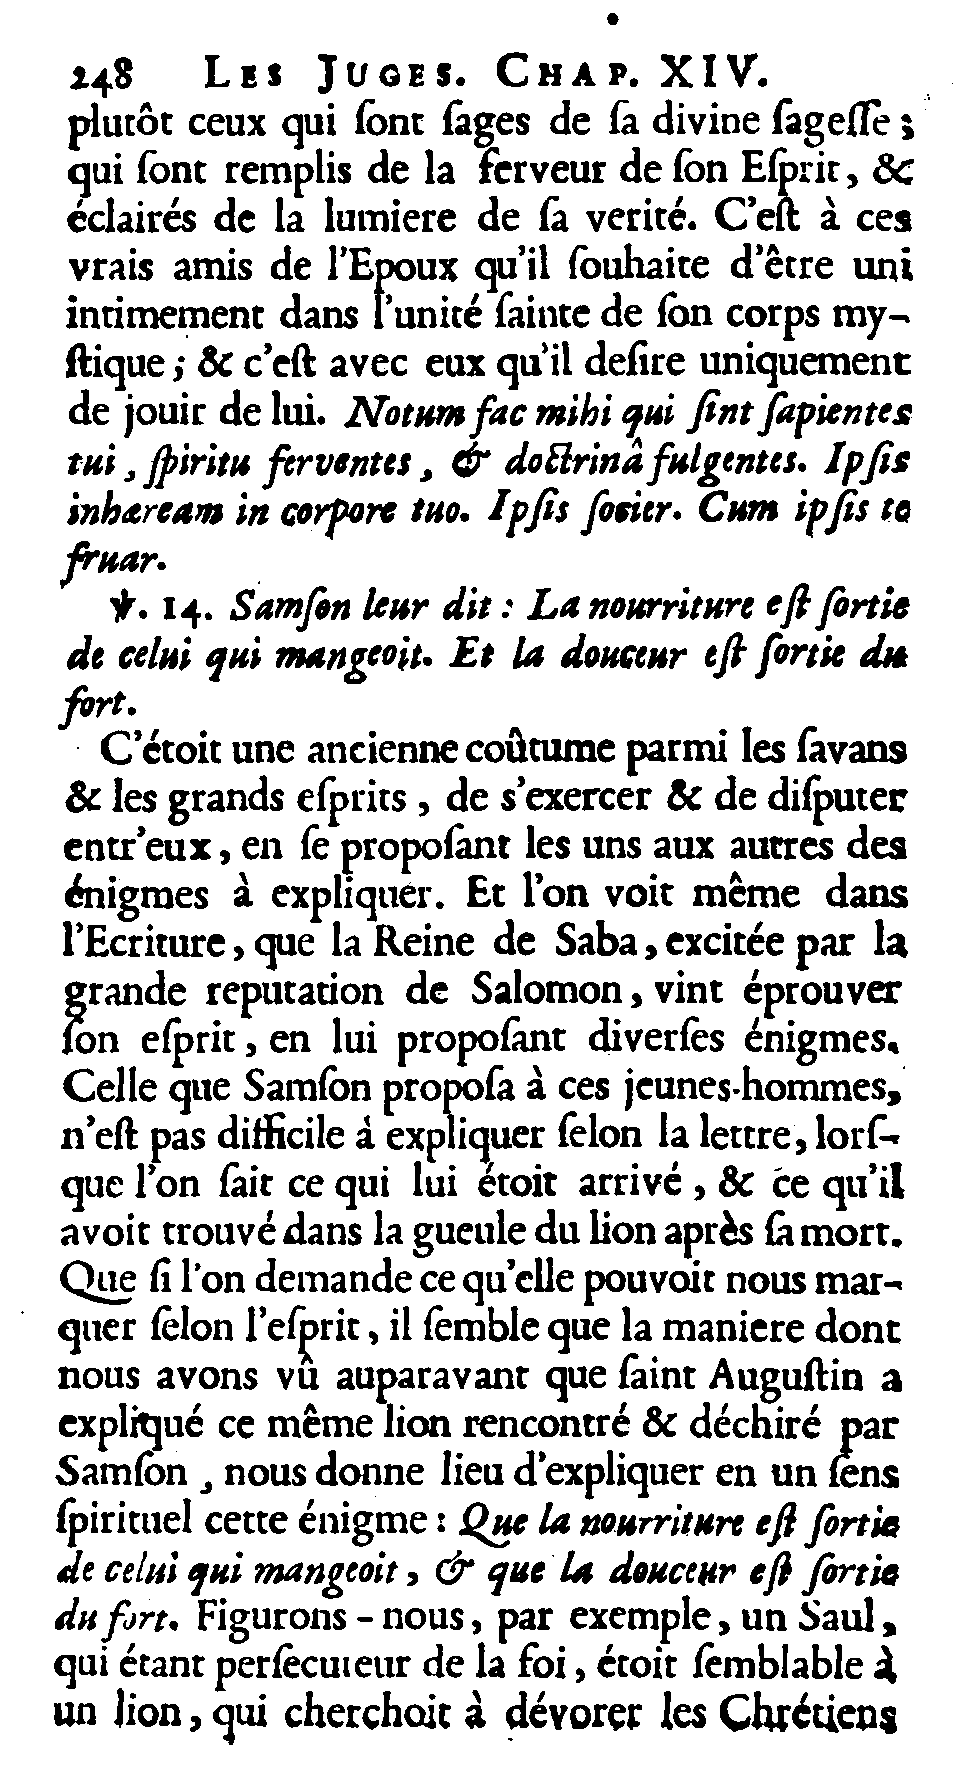 248 LES JUGES. CHAP. XIV.
plutôt ceux qui ſont ſages de ſa divine ſageſſe ;
qui ſont remplis de la ferveur de ſon Eſprit, &
éclairés de la lumiere de ſa verité. C'eſt à ces
vrais amis de l'Epoux qu'il ſouhaite d'être uni
intimement dans l'unité ſainte de ſon corps my¬
ſtique ; & c'eſt avec eux qu'il deſire uniquement
de jouir de lui. Notum fac mihi qui ſint ſapientes
tui, ſpiritu ferventes, & doctrinâ fulgentes. Ipſis
inhæream in corpore tuo. Ipſis ſocier. Cum ipſis te
fruar.
℣. 14. Samſon leur dit : La nourriture eſt ſortie
de celui qui mangeoit. Et la douceur eſt ſortie du
fort.
C'étoit une ancienne coûtume parmi les ſavans
& les grands eſprits, de s'exercer & de diſputer
entr'eux, en ſe propoſant les uns aux autres des
énigmes à expliquer. Et l'on voit même dans
l'Ecriture, que la Reine de Saba, excitée par la
grande reputation de Salomon, vint éprouver
ſon eſprit, en lui propoſant diverſes énigmes.
Celle que Samſon propoſa à ces jeunes-hommes,
n'eſt pas difficile à expliquer ſelon la lettre, lorſ¬
que l'on ſait ce qui lui étoit arrivé, & ce qu'il
avoit trouvé dans la gueule du lion après ſa mort.
Que ſi l'on demande ce qu'elle pouvoit nous mar¬
quer ſelon l'eſprit, il ſemble que la maniere dont
nous avons vû auparavant que ſaint Auguſtin a
expliqué ce même lion rencontré & déchiré par
Samſon, nous donne lieu d'expliquer en un ſens
ſpirituel cette énigme : Que la nourriture eſt ſortie
de celui qui mangeoit, & que la douceur eſt ſortie
du fort. Figurons-nous, par exemple, un Saul,
qui étant perſecuteur de la foi, étoit ſemblable à
un lion, qui cherchoit à dévorer les Chrétiens